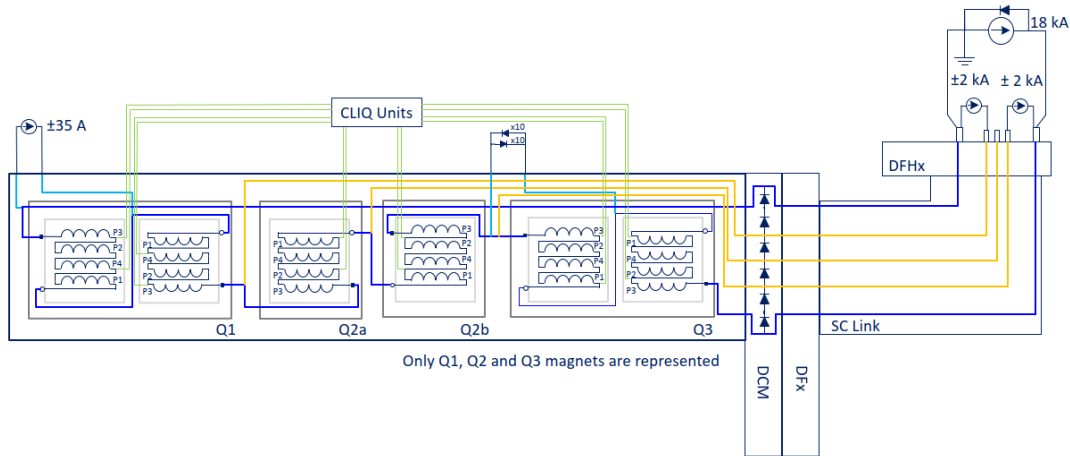 18 kA
±2 kA
± 2 kA
CLIQ Units
±35 A
x10
x10
DFHx
P3
P2
P4
P1
P1
P4
P2
P3
P1
P4
P2
P3
P3
P2
P4
P1
P3
P2
P4
P1
P1
P4
P2
P3
Q1
Q2a
Q2b
Q3
SC Link
Only Q1, Q2 and Q3 magnets are represented
DCM
DFx